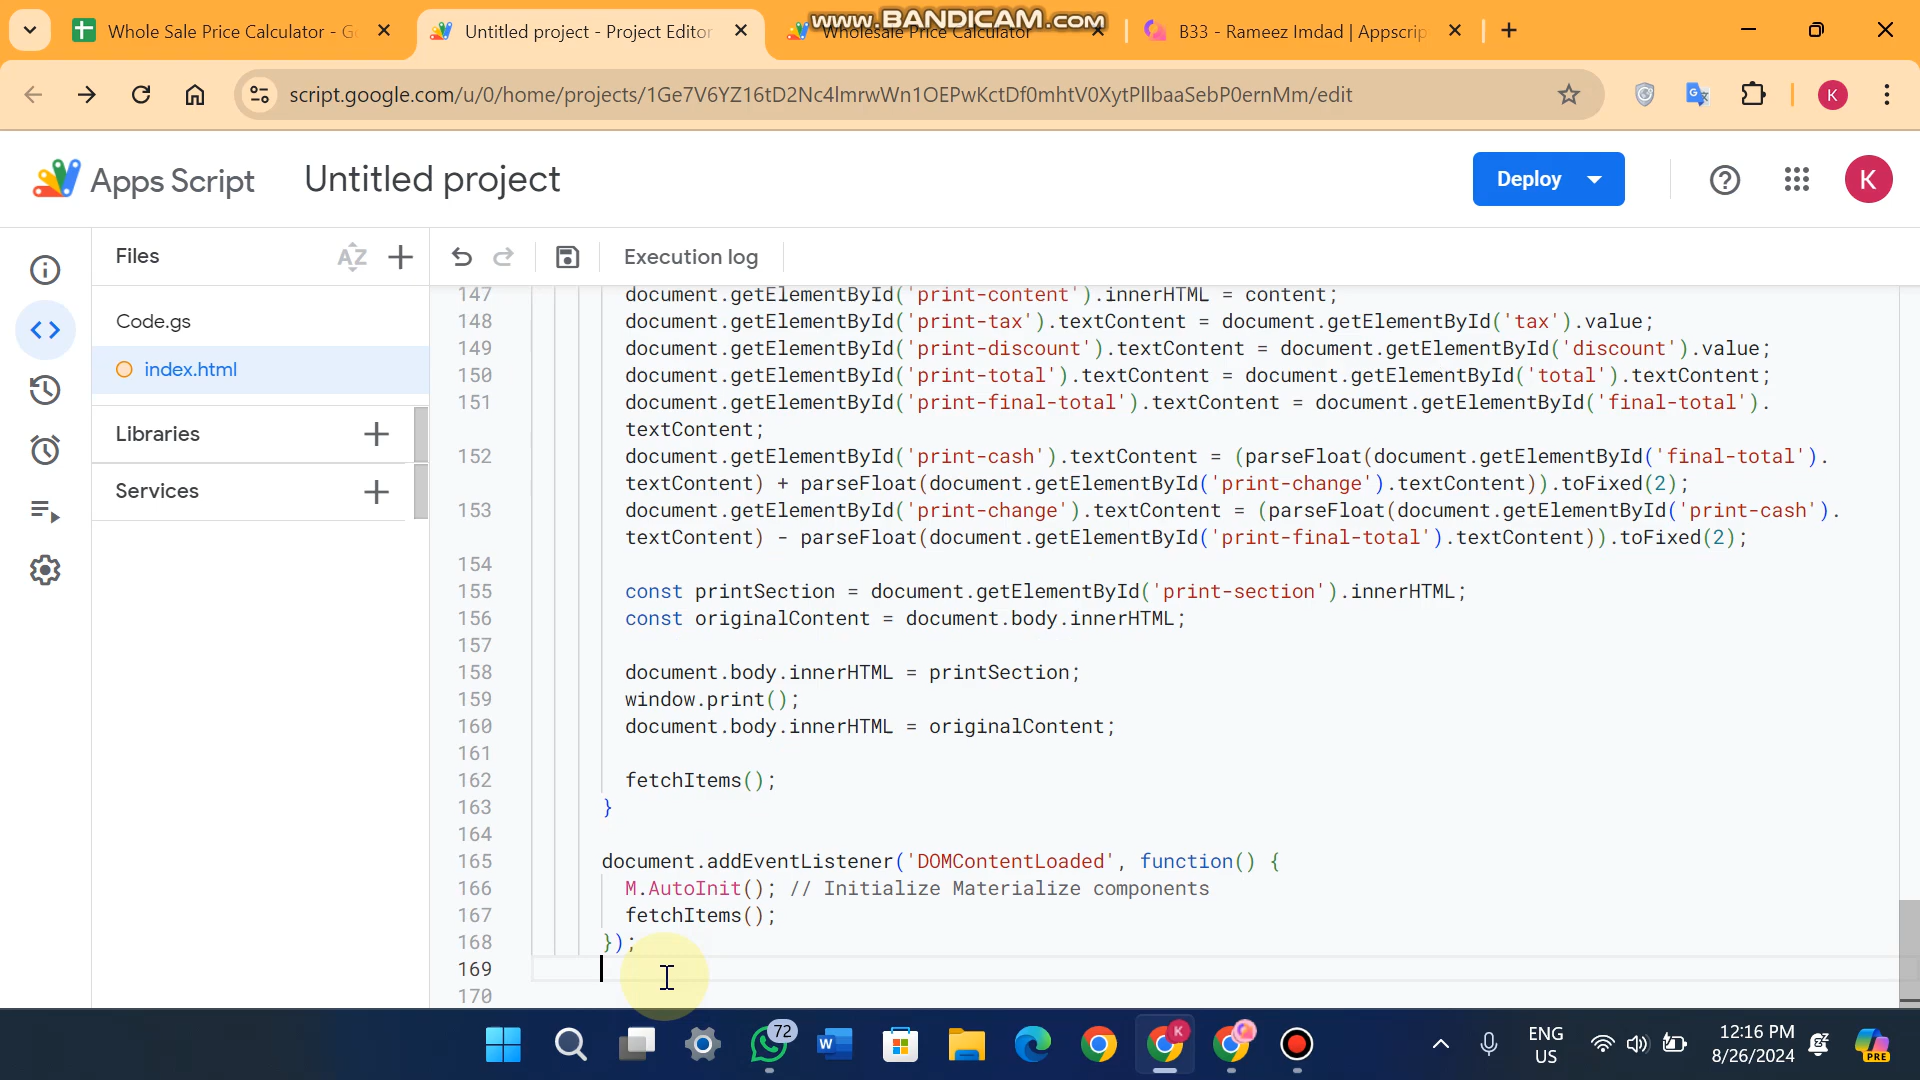 www.BANDICAM.com
Whole Sale Price Calculator - Go
Untitled project - Project Editor
Wholesale Price Calculator
B33 - Rameez Imdad | Appscrip
script.google.com/u/0/home/projects/1Ge7V6YZ16tD2Nc4lmrwWn1OEPwKctDf0mhtV0XytPllbaaSebP0ernMm/edit
K
Apps Script
Untitled project
Deploy
K
Files
AZ
Execution log
Code.gs
index.html
Libraries
Services
147 document.getElementById('print-content').innerHTML = content;
148 document.getElementById('print-tax').textContent = document.getElementById('tax').value;
149 document.getElementById('print-discount').textContent = document.getElementById('discount').value;
150 document.getElementById('print-total').textContent = document.getElementById('total').textContent;
151 document.getElementById('print-final-total').textContent = document.getElementById('final-total').
textContent;
152 document.getElementById('print-cash').textContent = (parseFloat(document.getElementById('final-total').
textContent) + parseFloat(document.getElementById('print-change').textContent)).toFixed(2);
153 document.getElementById('print-change').textContent = (parseFloat(document.getElementById('print-cash').
textContent) - parseFloat(document.getElementById('print-final-total').textContent)).toFixed(2);
154
155 const printSection = document.getElementById('print-section').innerHTML;
156 const originalContent = document.body.innerHTML;
157
158 document.body.innerHTML = printSection;
159 window.print();
160 document.body.innerHTML = originalContent;
161
162 fetchItems();
163 }
164
165 document.addEventListener('DOMContentLoaded', function() {
166 M.AutoInit(); // Initialize Materialize components
167 fetchItems();
168 });
169
170
72
W
K
ENG
US
12:16 PM
8/26/2024
PRE